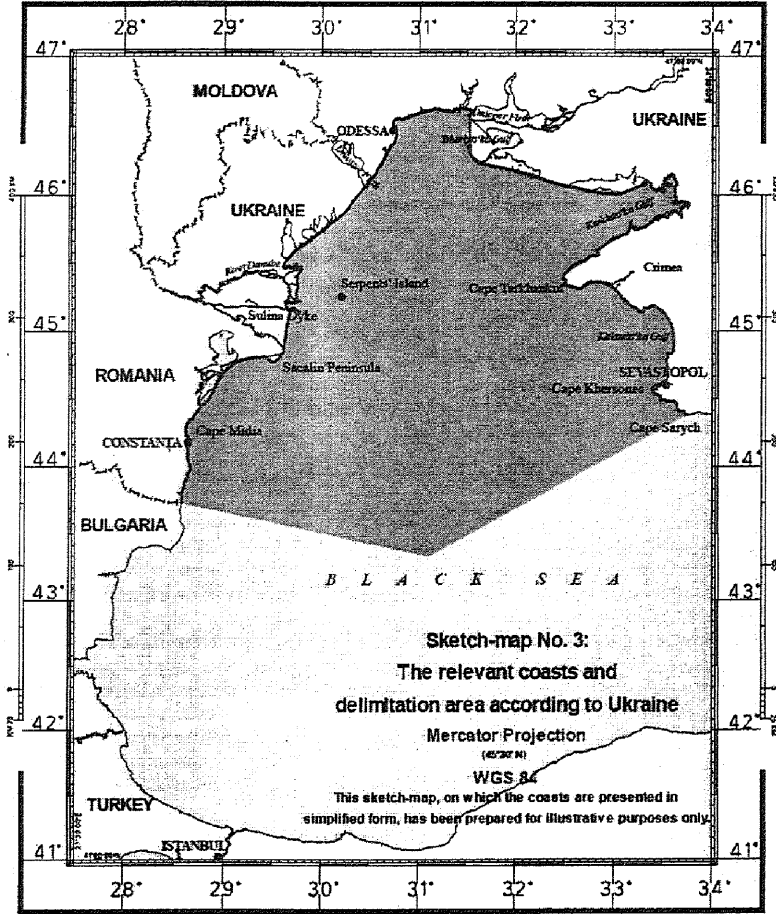 28° 29° 30° 31° 32° 33° 34°
47° 47°
MOLDOVA
ODESSA
UKRAINE
46° 46°
UKRAINE
Serpents' Island
Crimea
Cape Tarkhankut
Sulina Dyke
45° 45°
Sacalin Peninsula
SEVASTOPOL
ROMANIA
Cape Khersones
Cape Midia
Cape Sarych
CONSTANTA
44° 44°
BULGARIA
BLACK SEA
43° 43°
Sketch-map No. 3:
The relevant coasts and
delimitation area according to Ukraine
42° 42°
Mercator Projection
WGS 84
This sketch-map, on which the coasts are presented in
simplified form, has been prepared for illustrative purposes only.
TURKEY
ISTANBUL
41° 41°
28° 29° 30° 31° 32° 33° 34°